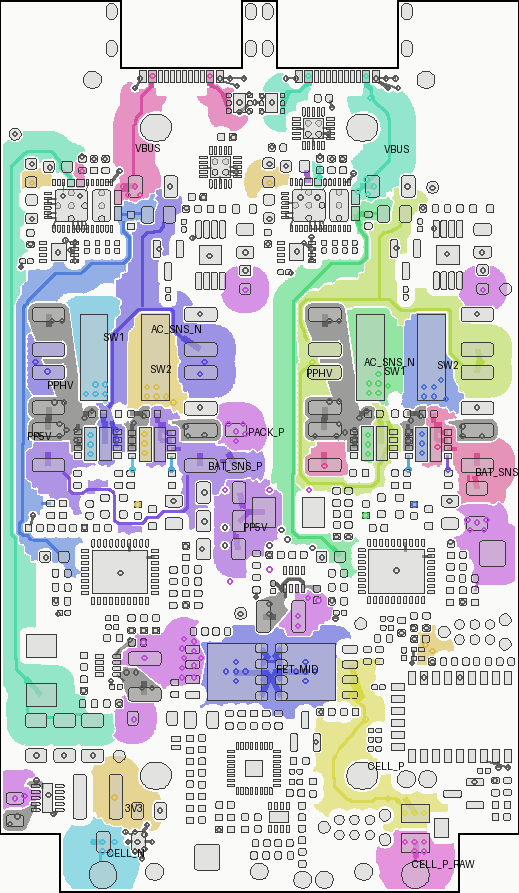 VBUS
VBUS
AC_SNS_N
SW1
SW2
PPHV
AC_SNS_N
SW1
SW2
PPHV
PP5V
PACK_P
BAT_SNS_P
BAT_SNS
PP5V
FET_MID
CELL_P
3V3
CELL_N
CELL_P_RAW